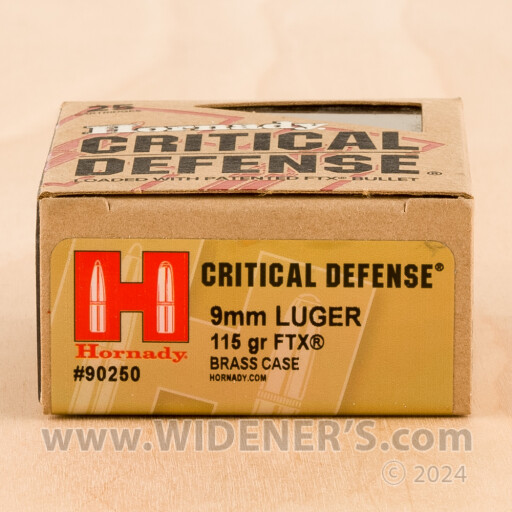 25
Hornady
CRITICAL
DEFENSE®
LOADED WITH PATENTED FTX® BULLET
CRITICAL DEFENSE®
9mm LUGER
115 gr FTX®
BRASS CASE
HORNADY.COM
Hornady
#90250
www.WIDENER'S.com
© 2024